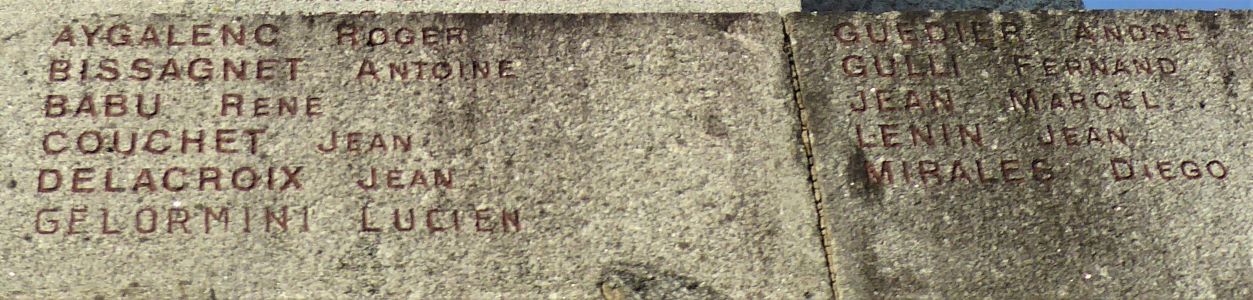 AYGALENC ROGER
BISSAGNET ANTOINE
BABU RENE
COUCHET JEAN
DELACROIX JEAN
GELORMINI LUCIEN
GUEDIER ANDRE
GULLI FERNAND
JEAN MARCEL
LENIN JEAN
MIRALES DIEGO